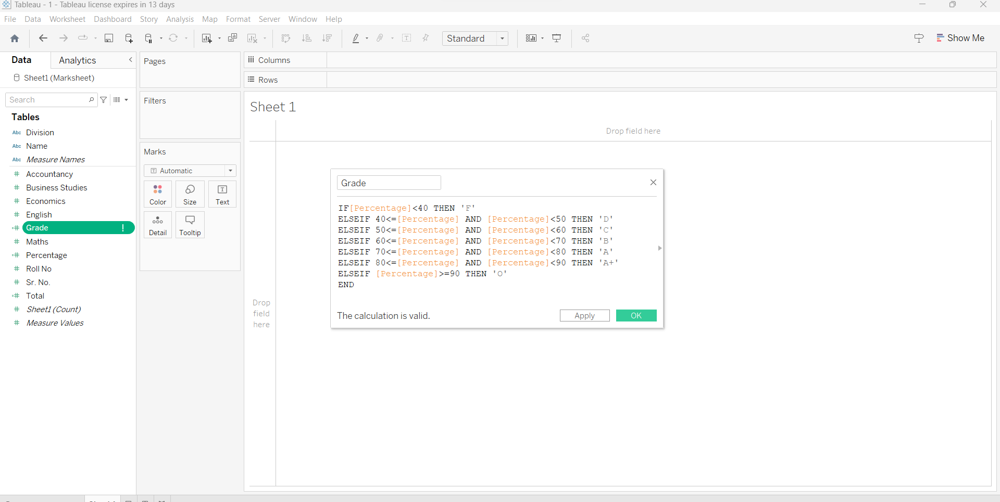 Tableau - 1 - Tableau license expires in 13 days
File Data Worksheet Dashboard Story Analysis Map Format Server Window Help
Standard
Show Me
Data Analytics
Sheet1 (Marksheet)
Search
Tables
Abc Division
Abc Name
Abc Measure Names
Accountancy
Business Studies
Economics
English
Grade !
Maths
Percentage
Roll No
Sr. No.
Total
Sheet1 (Count)
Measure Values
Pages
Filters
Marks
Automatic
Color Size Text
Detail Tooltip
Columns
Rows
Sheet 1
Drop field here
Drop
field
here
Grade
IF[Percentage]<40 THEN 'F'
ELSEIF 40<=[Percentage] AND [Percentage]<50 THEN 'D'
ELSEIF 50<=[Percentage] AND [Percentage]<60 THEN 'C'
ELSEIF 60<=[Percentage] AND [Percentage]<70 THEN 'B'
ELSEIF 70<=[Percentage] AND [Percentage]<80 THEN 'A'
ELSEIF 80<=[Percentage] AND [Percentage]<90 THEN 'A+'
ELSEIF [Percentage]>=90 THEN 'O'
END
The calculation is valid.
Apply OK